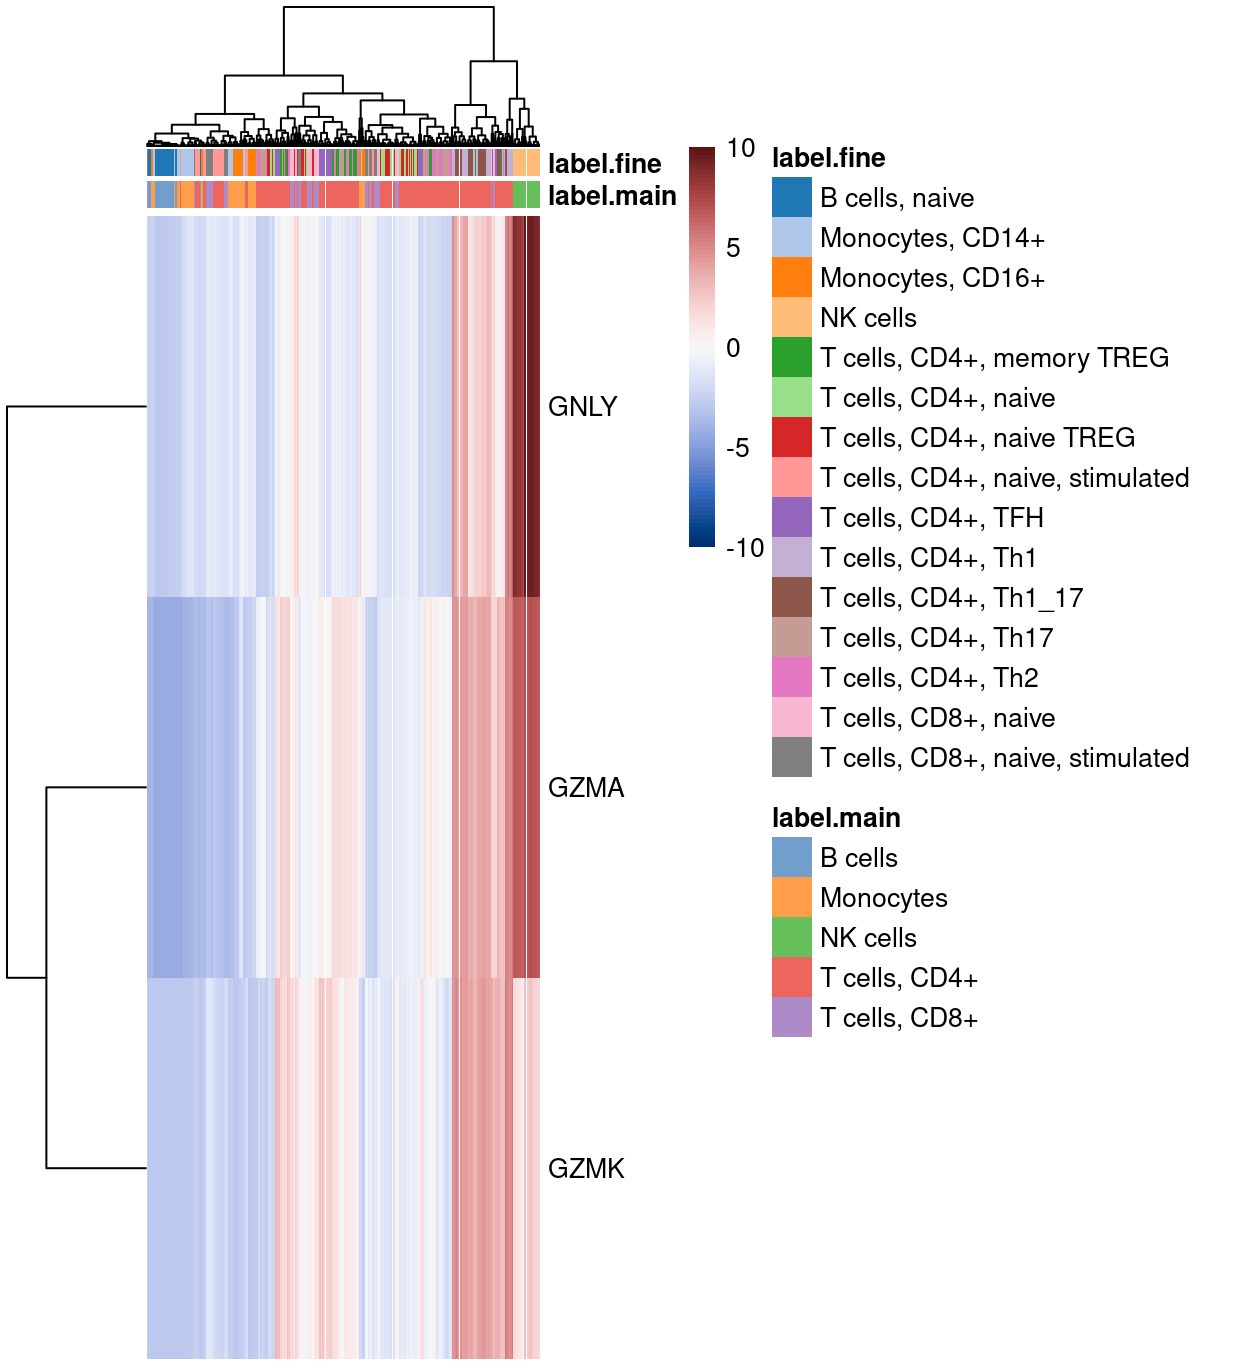 label.fine
label.main
GNLY
GZMA
GZMK
10
5
0
-5
-10
label.fine
B cells, naive
Monocytes, CD14+
Monocytes, CD16+
NK cells
T cells, CD4+, memory TREG
T cells, CD4+, naive
T cells, CD4+, naive TREG
T cells, CD4+, naive, stimulated
T cells, CD4+, TFH
T cells, CD4+, Th1
T cells, CD4+, Th1_17
T cells, CD4+, Th17
T cells, CD4+, Th2
T cells, CD8+, naive
T cells, CD8+, naive, stimulated
label.main
B cells
Monocytes
NK cells
T cells, CD4+
T cells, CD8+